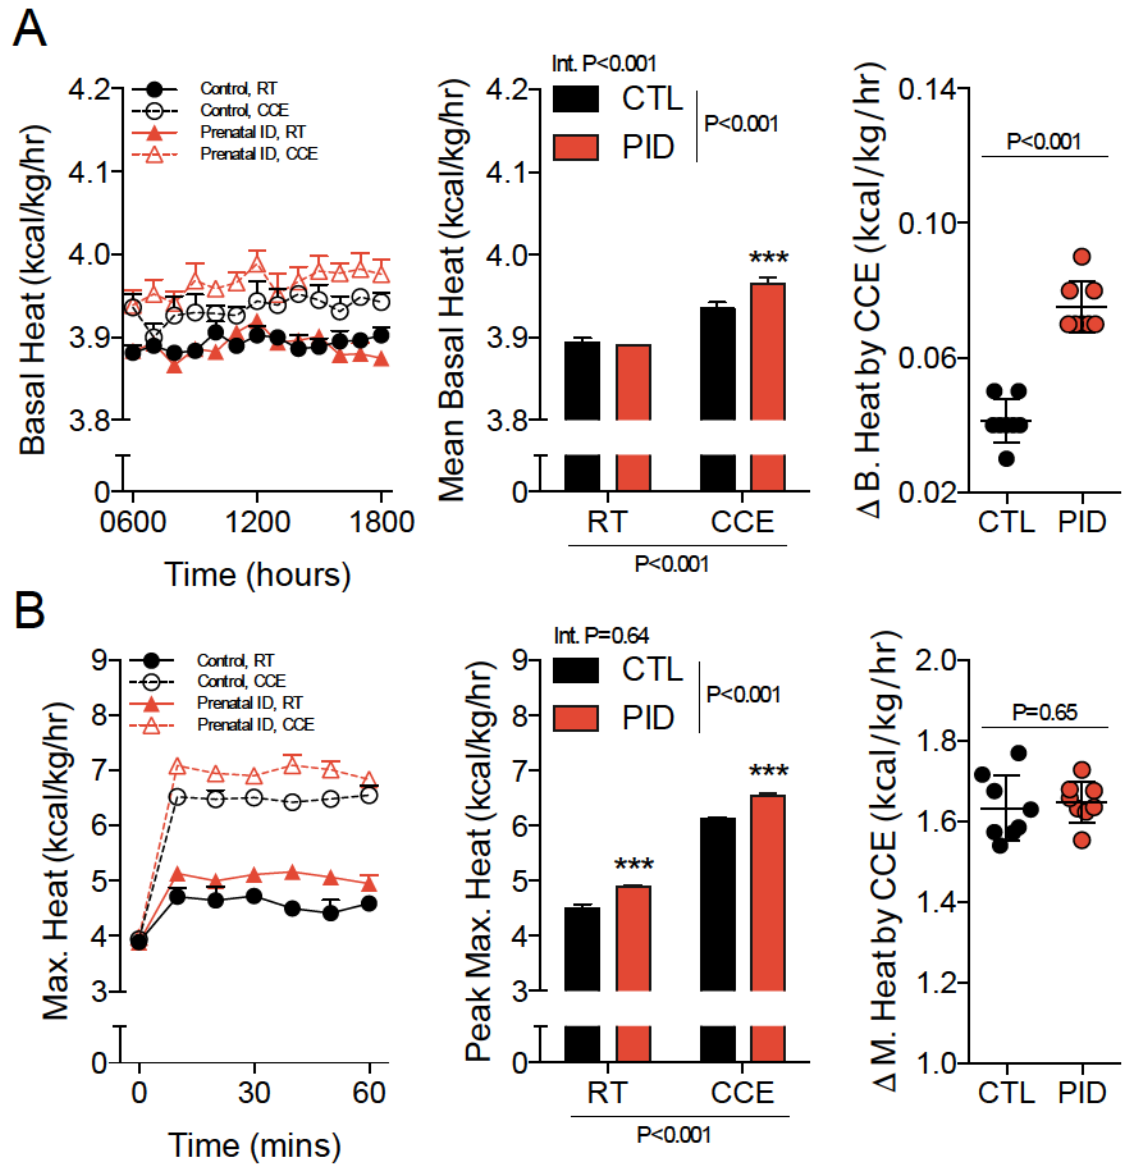 A
Basal Heat (kcal/kg/hr)
4.2
4.1
4.0
3.9
3.8
0
Control, RT
Control, CCE
Prenatal ID, RT
Prenatal ID, CCE
0600 1200 1800
Time (hours)
Mean Basal Heat (kcal/kg/hr)
4.2
4.1
4.0
3.9
3.8
0
Int. P<0.001
CTL
PID
P<0.001
***
RT CCE
P<0.001
Δ B. Heat by CCE (kcal/kg/hr)
0.14
0.10
0.06
0.02
P<0.001
CTL PID
B
Max. Heat (kcal/kg/hr)
9
8
7
6
5
4
3
0
Control, RT
Control, CCE
Prenatal ID, RT
Prenatal ID, CCE
0 30 60
Time (mins)
Peak Max. Heat (kcal/kg/hr)
9
8
7
6
5
4
3
0
Int. P=0.64
CTL
PID
P<0.001
***
***
RT CCE
P<0.001
Δ M. Heat by CCE (kcal/kg/hr)
2.0
1.8
1.6
1.4
1.2
1.0
P=0.65
CTL PID